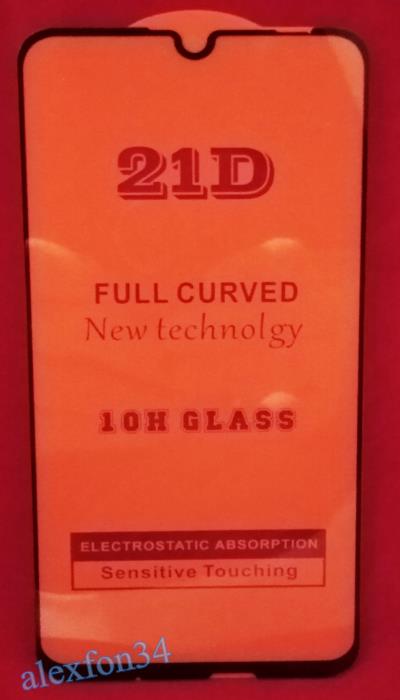 21D
FULL CURVED
New technolgy
10H GLASS
ELECTROSTATIC ABSORPTION
Sensitive Touching
alexfon34